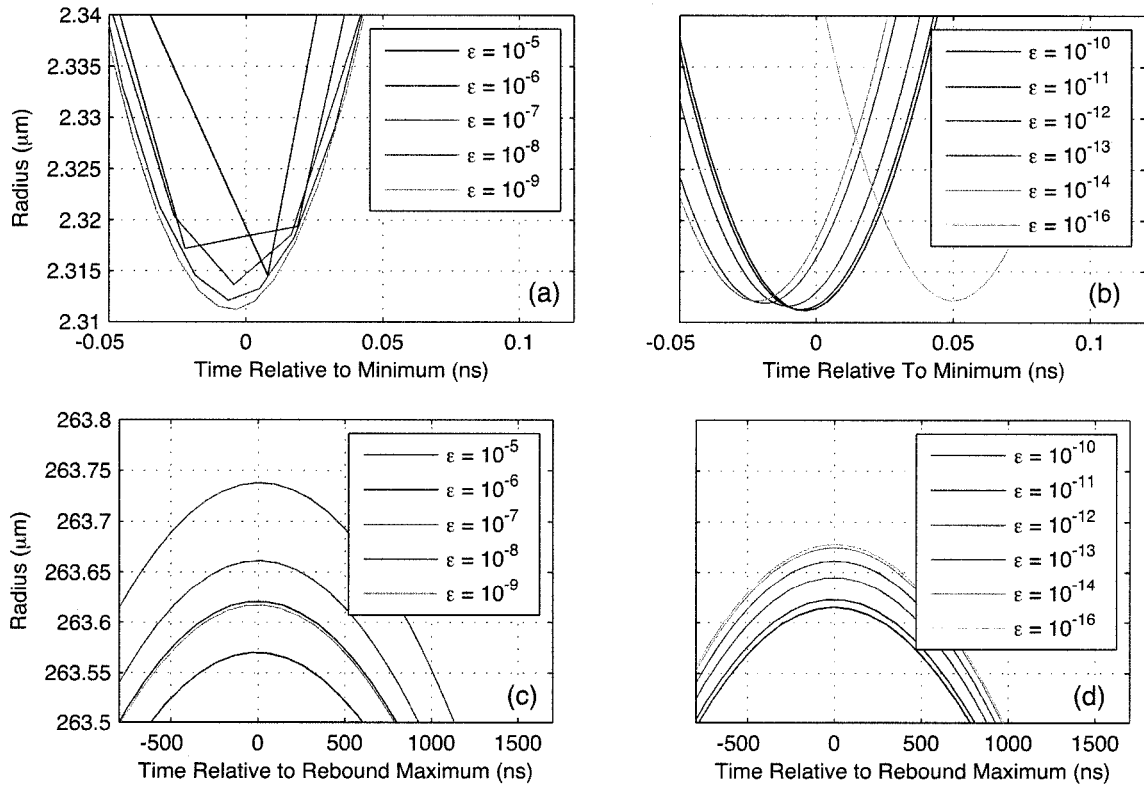 2.34
2.335
2.33
2.325
2.32
2.315
2.31
Radius (μm)
-0.05
0
0.05
0.1
Time Relative to Minimum (ns)
ε = 10⁻⁵
ε = 10⁻⁶
ε = 10⁻⁷
ε = 10⁻⁸
ε = 10⁻⁹
(a)
-0.05
0
0.05
0.1
Time Relative To Minimum (ns)
ε = 10⁻¹⁰
ε = 10⁻¹¹
ε = 10⁻¹²
ε = 10⁻¹³
ε = 10⁻¹⁴
ε = 10⁻¹⁶
(b)
263.8
263.75
263.7
263.65
263.6
263.55
263.5
Radius (μm)
-500
0
500
1000
1500
Time Relative to Rebound Maximum (ns)
ε = 10⁻⁵
ε = 10⁻⁶
ε = 10⁻⁷
ε = 10⁻⁸
ε = 10⁻⁹
(c)
-500
0
500
1000
1500
Time Relative to Rebound Maximum (ns)
ε = 10⁻¹⁰
ε = 10⁻¹¹
ε = 10⁻¹²
ε = 10⁻¹³
ε = 10⁻¹⁴
ε = 10⁻¹⁶
(d)